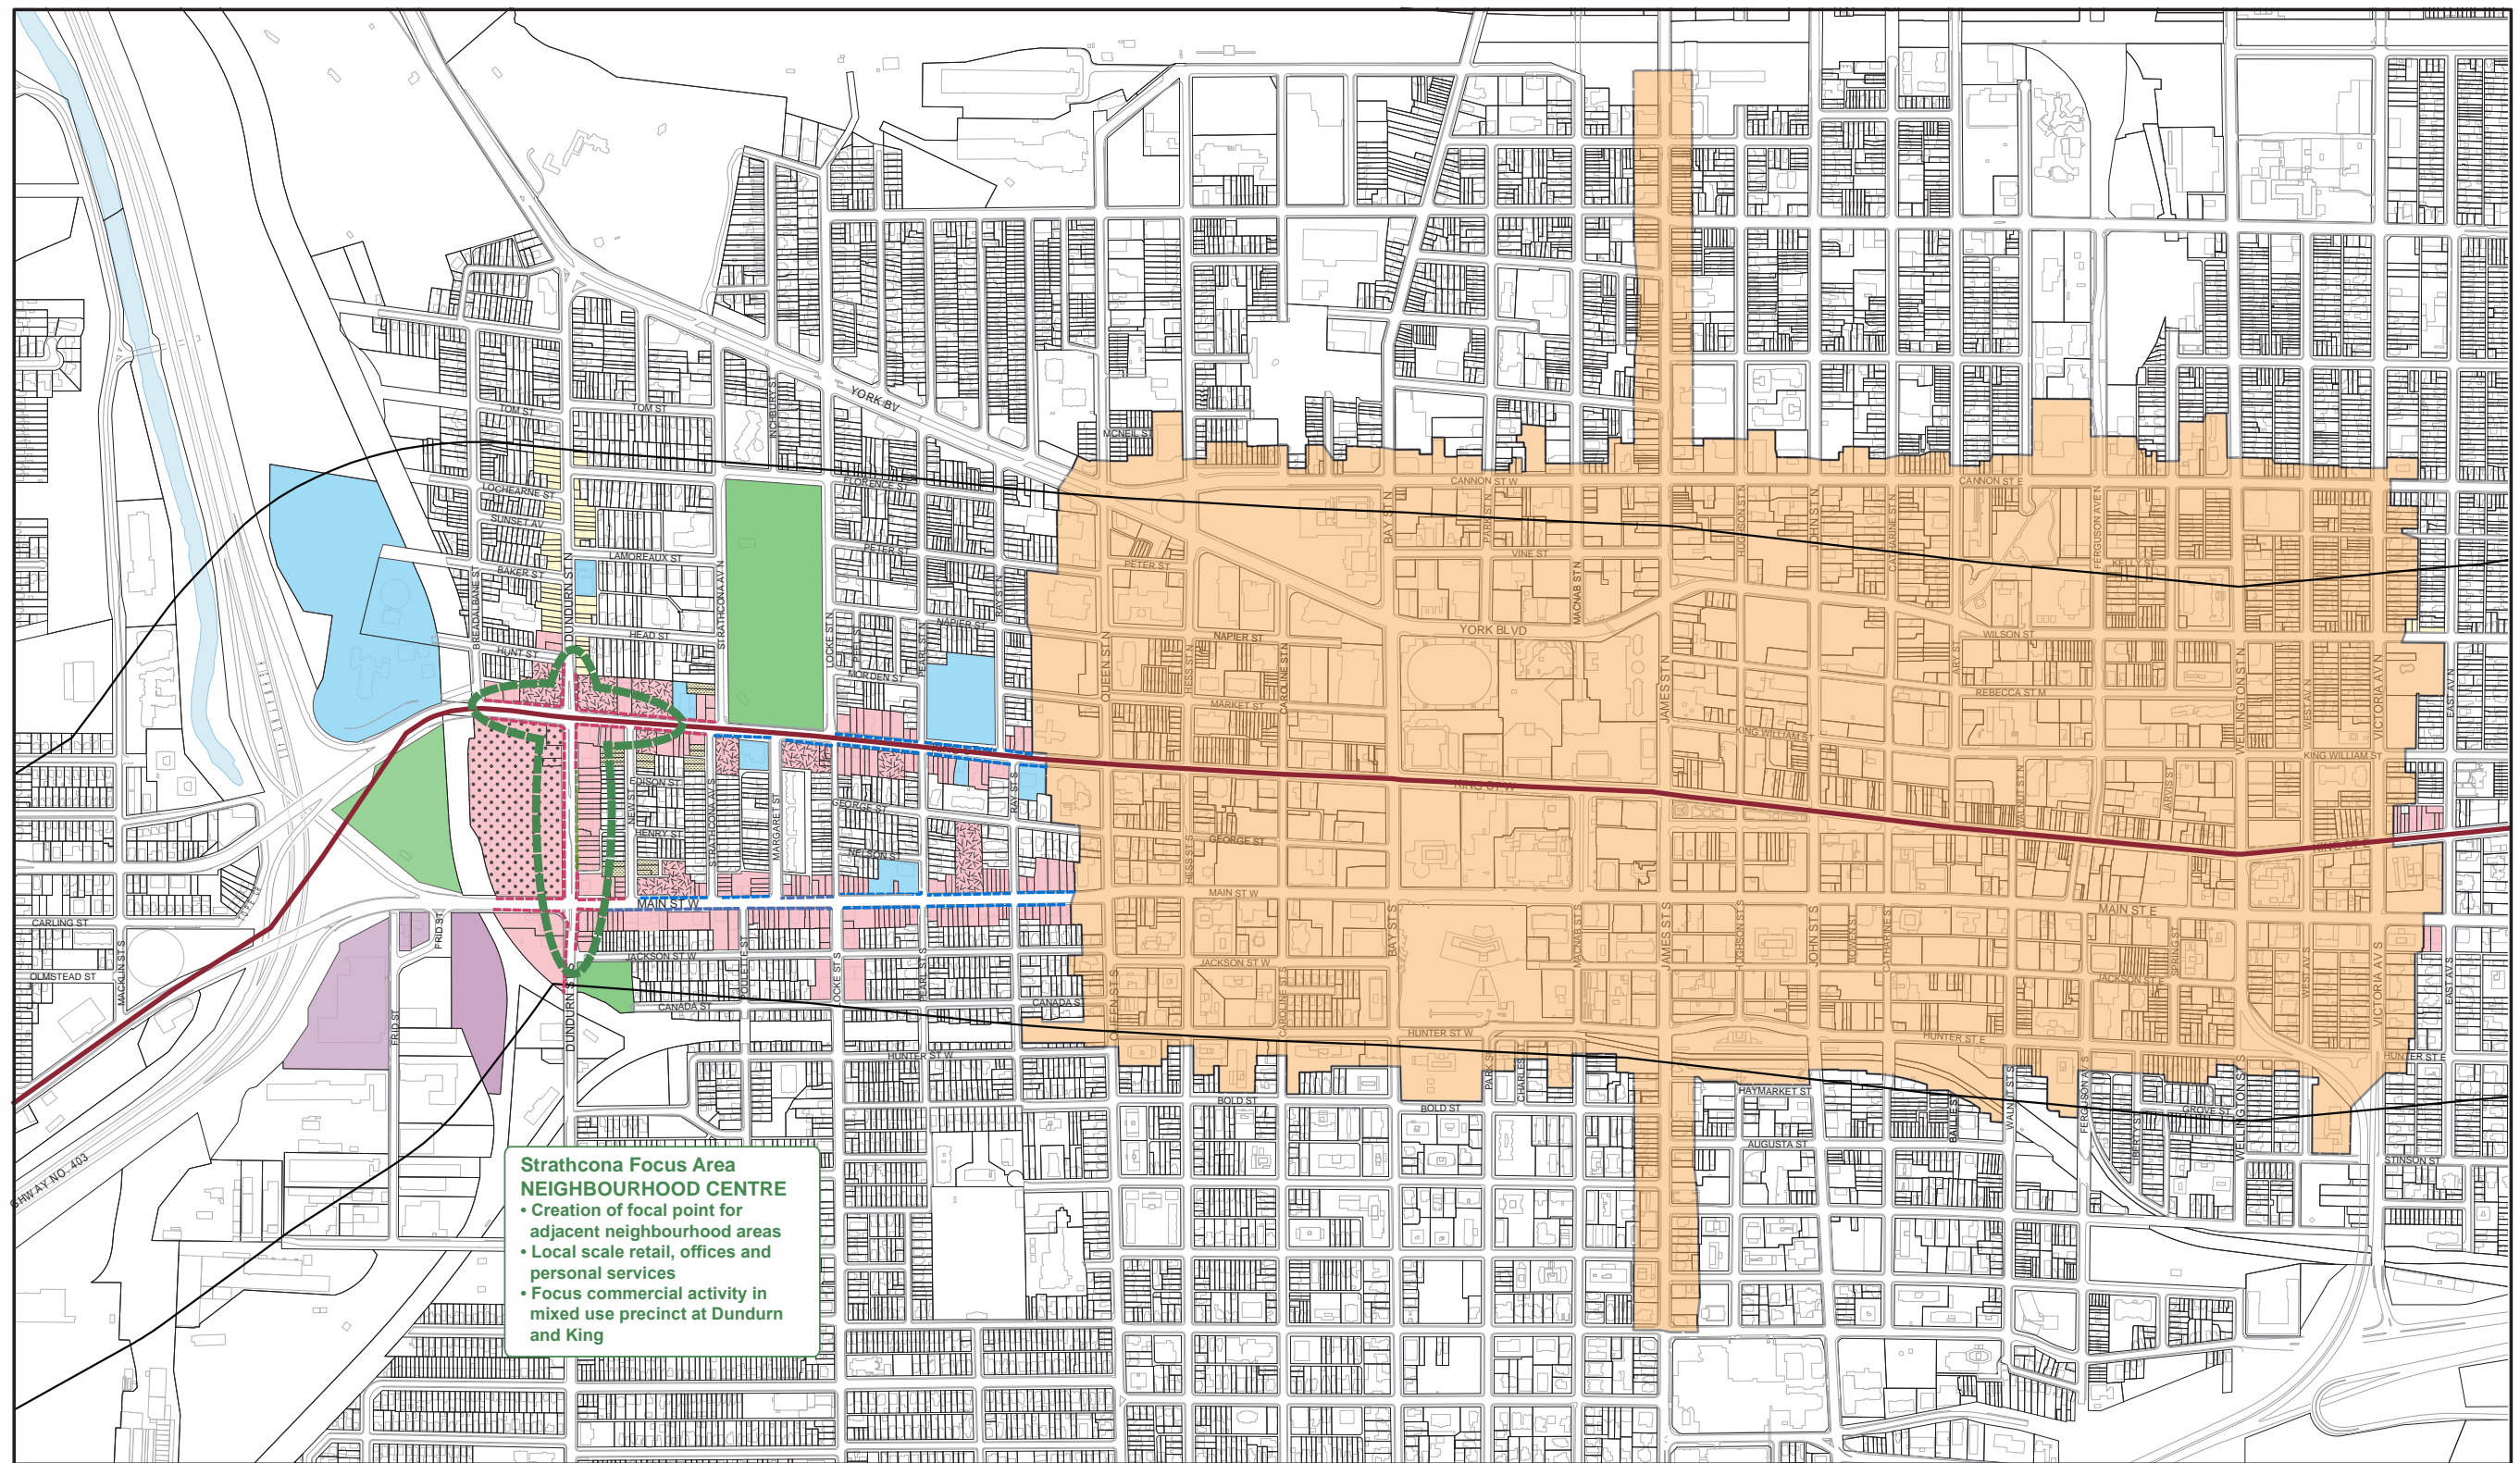 YORK BV
TOM ST
TOM ST
INCHBURY ST
MCNEIL ST
LOCHEARNE ST
SUNSET AV
FLORENCE ST
CANNON ST W
CANNON ST E
BAY ST N
PARK ST N
HUGHSON ST N
JOHN ST N
CATHARINE ST N
FERGUSON AVE N
LAMOREAUX ST
BAKER ST
PETER ST
PETER ST
VINE ST
KELLY ST
BREADALBANE ST
DUNDURN ST N
STRATHCONA AV N
RAY ST N
MACNAB ST N
HEAD ST
HUNT ST
LOCKE ST N
PEEL ST
PEARL ST N
NAPIER ST
NAPIER ST
YORK BLVD
WILSON ST
MORDEN ST
QUEEN ST N
HESS ST N
CAROLINE ST N
MARKET ST
JAMES ST N
MARY ST
REBECCA ST M
WELLINGTON ST N
WEST AV N
VICTORIA AV N
EAST AV N
KING WILLIAM ST
KING WILLIAM ST
KING ST W
KING ST E
WALNUT ST N
JARVIS ST
EDISON ST
NEW ST
HENRY ST
STRATHCONA AV S
MARGARET ST
GEORGE ST
GEORGE ST
NELSON ST
RAY ST S
HESS ST S
MAIN ST W
MAIN ST W
MAIN ST E
CARLING ST
OLMSTEAD ST
MACKLIN ST S
FRID ST
FRID ST
DUNDURN ST S
JACKSON ST W
JACKSON ST W
JACKSON ST E
POULETTE ST
LOCKE ST S
PEARL ST S
CANADA ST
CANADA ST
QUEEN ST S
CAROLINE ST S
BAY ST S
MACNAB ST S
JAMES ST S
HUGHSON ST S
JOHN ST S
BOWEN ST
CATHARINE ST S
SPRING ST
WEST AV S
VICTORIA AV S
EAST AV S
HUNTER ST W
HUNTER ST W
HUNTER ST E
HUNTER ST E
PARK ST S
CHARLES ST
BOLD ST
BOLD ST
HAYMARKET ST
AUGUSTA ST
BAILLIE ST
WALNUT ST S
FERGUSON AV S
LIBERTY ST
GROVE ST
WELLINGTON ST S
STINSON ST
GHWAY NO. 403
Strathcona Focus Area
NEIGHBOURHOOD CENTRE
• Creation of focal point for
adjacent neighbourhood areas
• Local scale retail, offices and
personal services
• Focus commercial activity in
mixed use precinct at Dundurn
and King